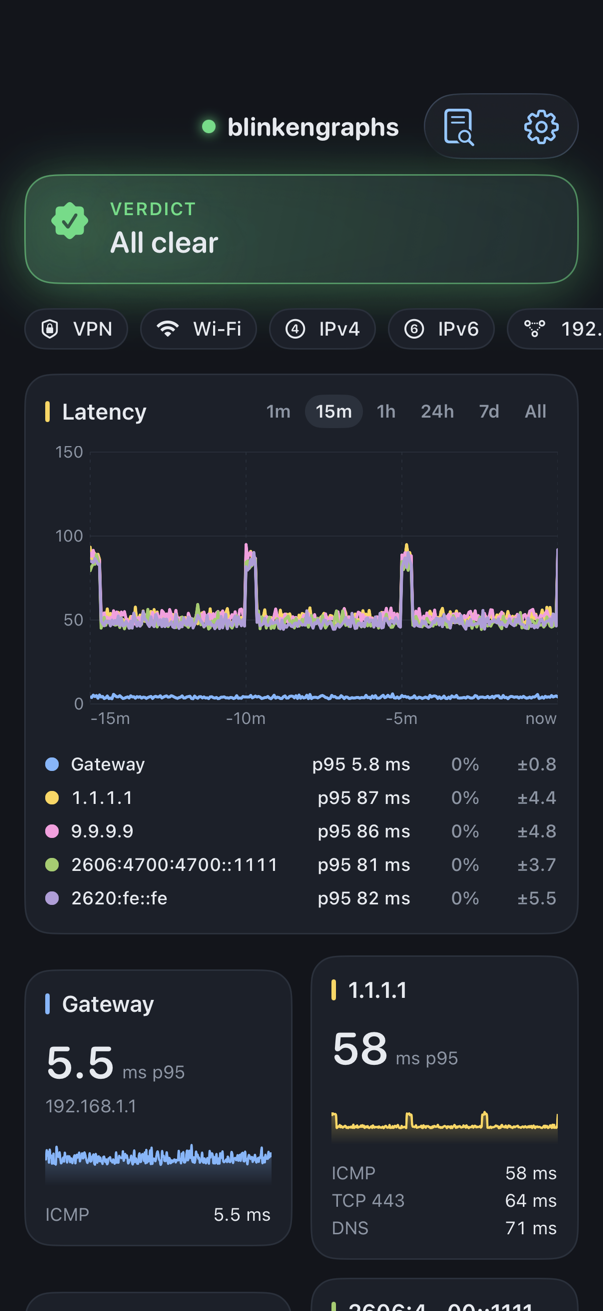 blinkengraphs
VERDICT
All clear
VPN Wi-Fi 4 IPv4 6 IPv6 192.
Latency 1m 15m 1h 24h 7d All
150
100
50
0
-15m -10m -5m now
Gateway p95 5.8 ms 0% ±0.8
1.1.1.1 p95 87 ms 0% ±4.4
9.9.9.9 p95 86 ms 0% ±4.8
2606:4700:4700::1111 p95 81 ms 0% ±3.7
2620:fe::fe p95 82 ms 0% ±5.5
Gateway
5.5 ms p95
192.168.1.1
ICMP 5.5 ms
1.1.1.1
58 ms p95
ICMP 58 ms
TCP 443 64 ms
DNS 71 ms